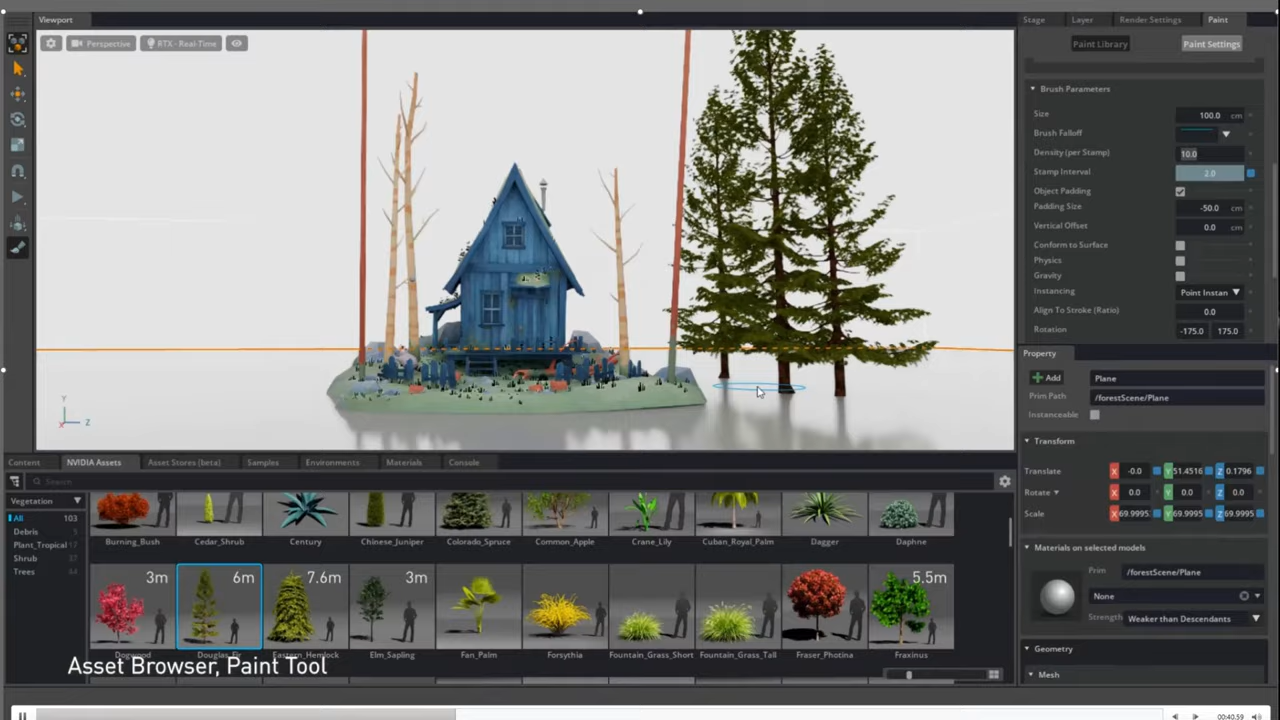 Viewport
Stage Layer Render Settings Paint
Perspective RTX - Real-Time
Paint Library Paint Settings
Brush Parameters
Size 100.0 cm
Brush Falloff
Density (per Stamp) 10.0
Stamp Interval 2.0
Object Padding
Padding Size -50.0 cm
Vertical Offset 0.0 cm
Conform to Surface
Physics
Gravity
Instancing Point Instan
Align To Stroke (Ratio) 0.0
Rotation -175.0 175.0
Y
X Z
Property
Add Plane
Prim Path /forestScene/Plane
Instanceable
Transform
Translate X -0.0 Y 51.4516 Z 0.1796
Rotate X 0.0 Y 0.0 Z 0.0
Scale X 69.9995 Y 69.9995 Z 69.9995
Materials on selected models
Prim /forestScene/Plane
None
Strength Weaker than Descendants
Geometry
Mesh
Content NVIDIA Assets Asset Stores (beta) Samples Environments Materials Console
Search
Vegetation
All 103
Debris 5
Plant_Tropical 17
Shrub 37
Trees 64
Burning_Bush Cedar_Shrub Century Chinese_Juniper Colorado_Spruce Common_Apple Crane_Lily Cuban_Royal_Palm Dagger Daphne
3m 6m 7.6m 3m 5.5m
Dogwood Douglas_Fir Eastern_Hemlock Elm_Sapling Fan_Palm Forsythia Fountain_Grass_Short Fountain_Grass_Tall Fraser_Photina Fraxinus
Asset Browser, Paint Tool
00:40.59